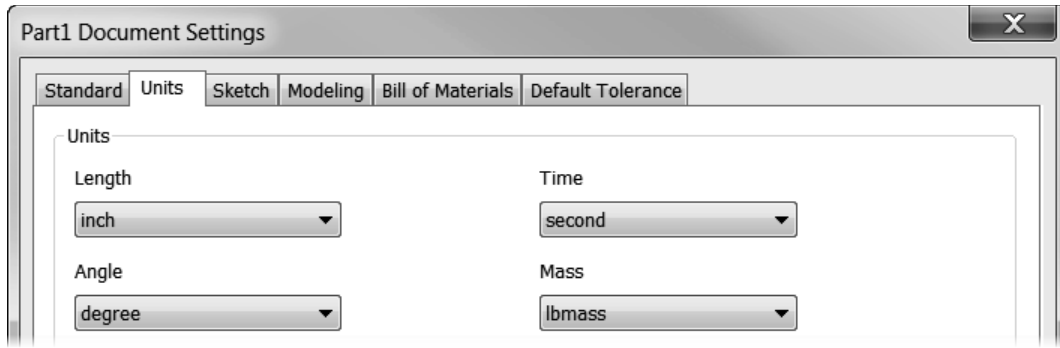 Part1 Document Settings
X
Standard Units Sketch Modeling Bill of Materials Default Tolerance
Units
Length Time
inch second
Angle Mass
degree lbmass